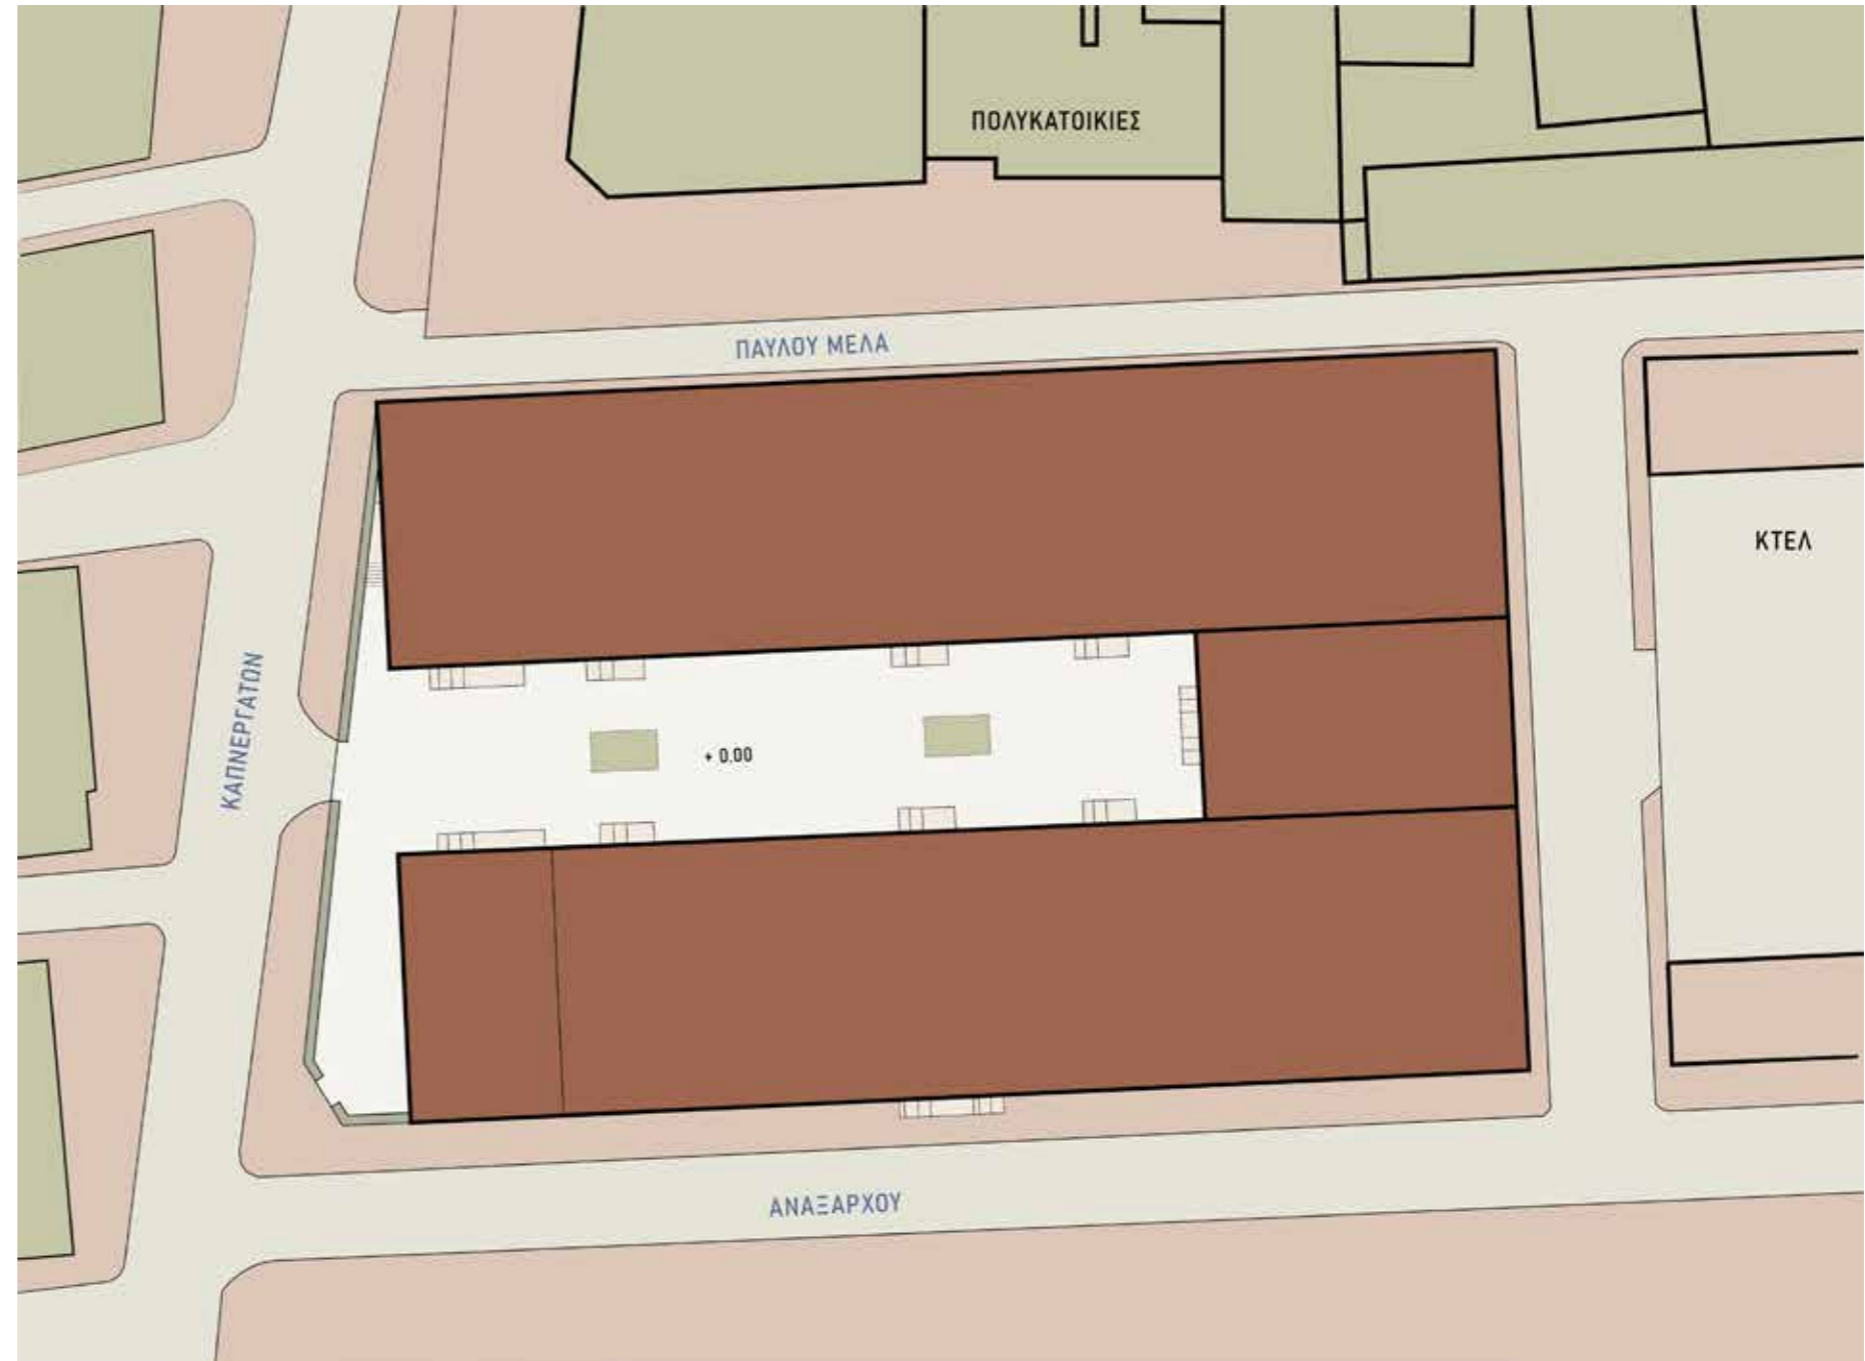 ΠΟΛΥΚΑΤΟΙΚΙΕΣ
ΠΑΥΛΟΥ ΜΕΛΑ
ΚΤΕΛ
ΚΑΠΝΕΡΓΑΤΩΝ
+ 0.00
ΑΝΑΞΑΡΧΟΥ